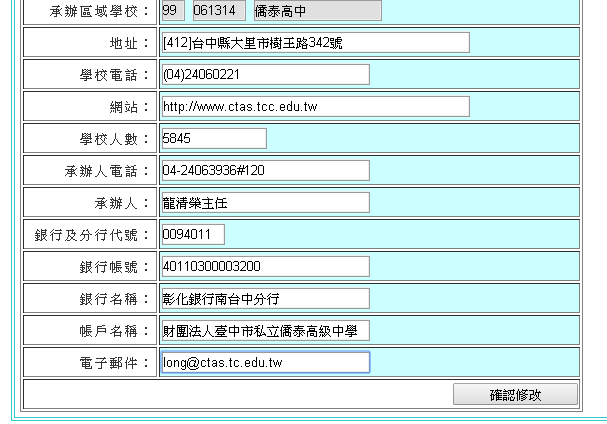 承辦區域學校： 99 061314 僑泰高中
地址： [412]台中縣大里市樹王路342號
學校電話： (04)24060221
網站： http://www.ctas.tcc.edu.tw
學校人數： 5845
承辦人電話： 04-24063936#120
承辦人： 龍清榮主任
銀行及分行代號： 0094011
銀行帳號： 40110300003200
銀行名稱： 彰化銀行南台中分行
帳戶名稱： 財團法人臺中市私立僑泰高級中學
電子郵件： long@ctas.tc.edu.tw
確認修改